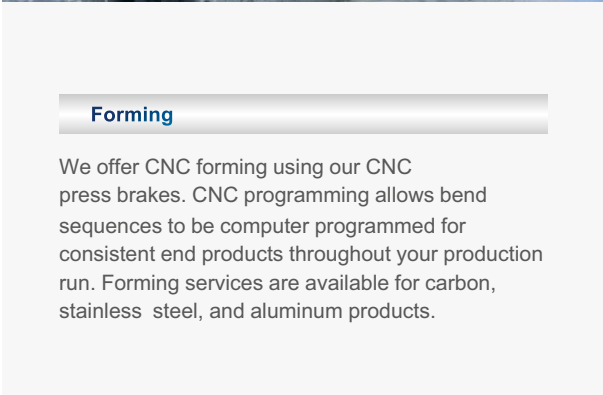 Forming
We offer CNC forming using our CNC
press brakes. CNC programming allows bend
sequences to be computer programmed for
consistent end products throughout your production
run. Forming services are available for carbon,
stainless  steel, and aluminum products.